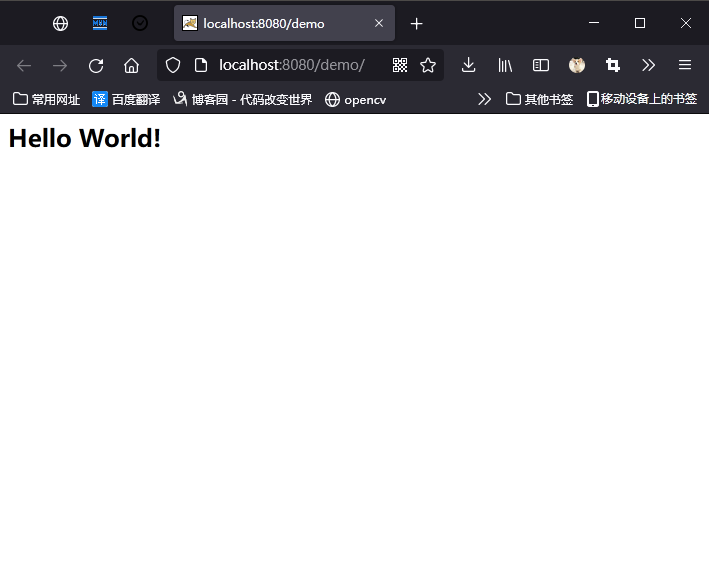 localhost:8080/demo
localhost:8080/demo/
常用网址 百度翻译 博客园 - 代码改变世界 opencv 其他书签 移动设备上的书签
Hello World!